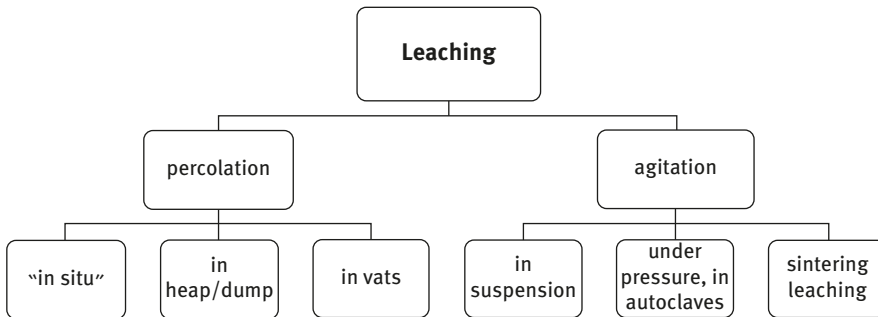 Leaching
percolation
agitation
“in situ”
in
heap/dump
in vats
in
suspension
under
pressure, in
autoclaves
sintering
leaching